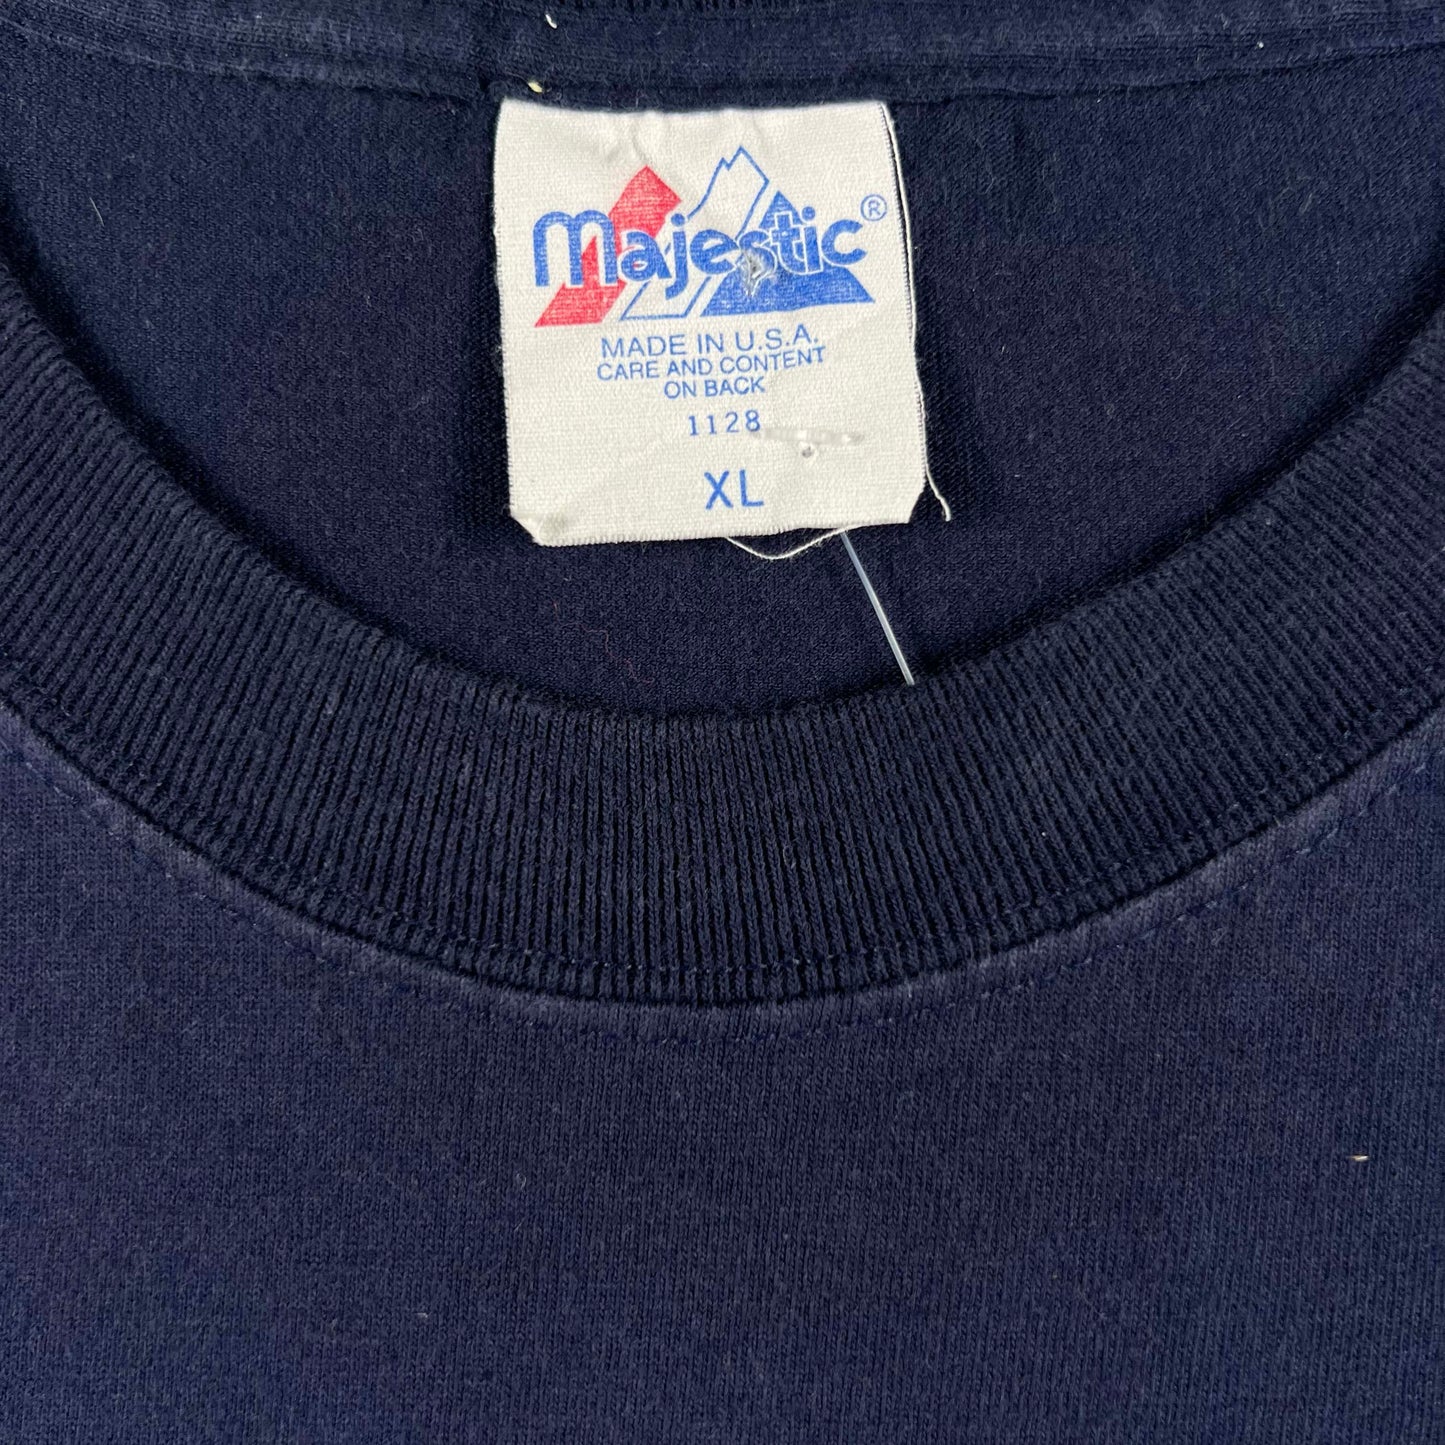 Majestic®
MADE IN U.S.A.
CARE AND CONTENT
ON BACK
1128
XL